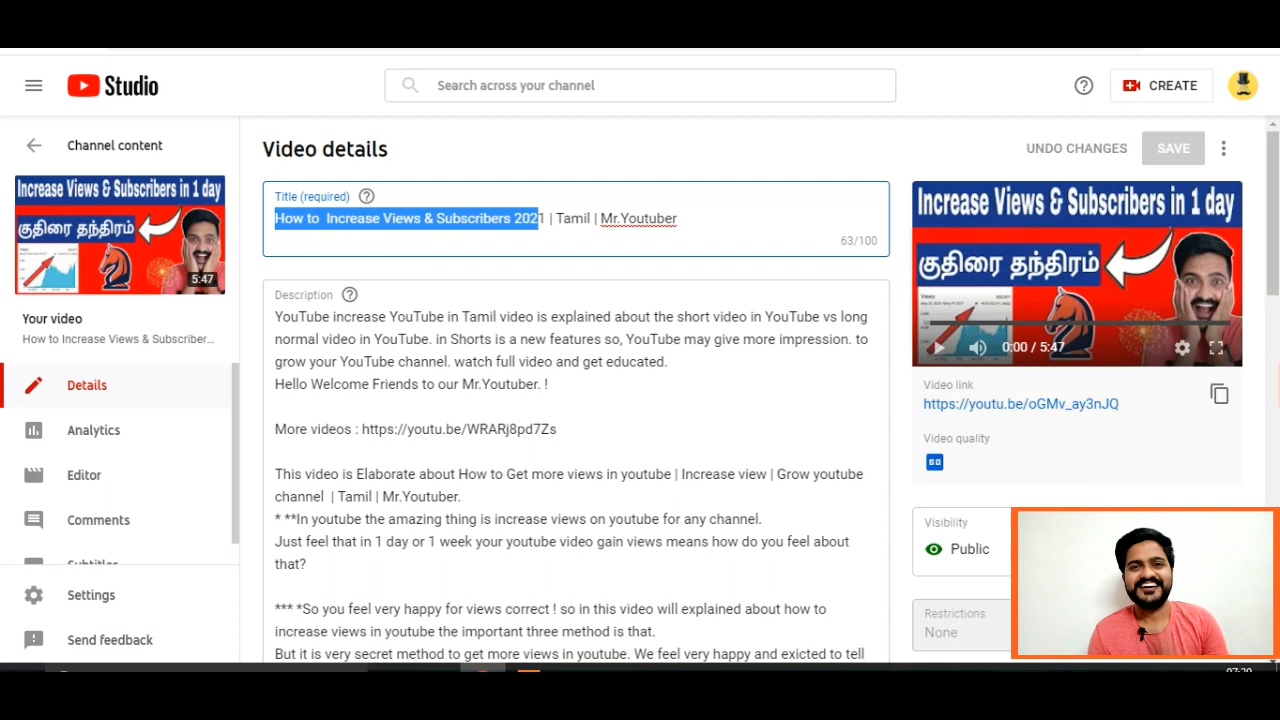 Studio
Search across your channel
CREATE
Channel content
Video details
UNDO CHANGES
SAVE
Increase Views & Subscribers in 1 day
குதிரை தந்திரம்
5:47
Your video
How to Increase Views & Subscriber...
Details
Analytics
Editor
Comments
Subtitles
Settings
Send feedback
Title (required)
How to  Increase Views & Subscribers 2021 | Tamil | Mr.Youtuber
63/100
Description
YouTube increase YouTube in Tamil video is explained about the short video in YouTube vs long
normal video in YouTube. in Shorts is a new features so, YouTube may give more impression. to
grow your YouTube channel. watch full video and get educated.
Hello Welcome Friends to our Mr.Youtuber. !
More videos : https://youtu.be/WRARj8pd7Zs
This video is Elaborate about How to Get more views in youtube | Increase view | Grow youtube
channel  | Tamil | Mr.Youtuber.
* **In youtube the amazing thing is increase views on youtube for any channel.
Just feel that in 1 day or 1 week your youtube video gain views means how do you feel about
that?
*** *So you feel very happy for views correct ! so in this video will explained about how to
increase views in youtube the important three method is that.
But it is very secret method to get more views in youtube. We feel very happy and exicted to tell
Increase Views & Subscribers in 1 day
குதிரை தந்திரம்
Views
0:00 / 5:47
Video link
https://youtu.be/oGMv_ay3nJQ
Video quality
SD
Visibility
Public
Restrictions
None